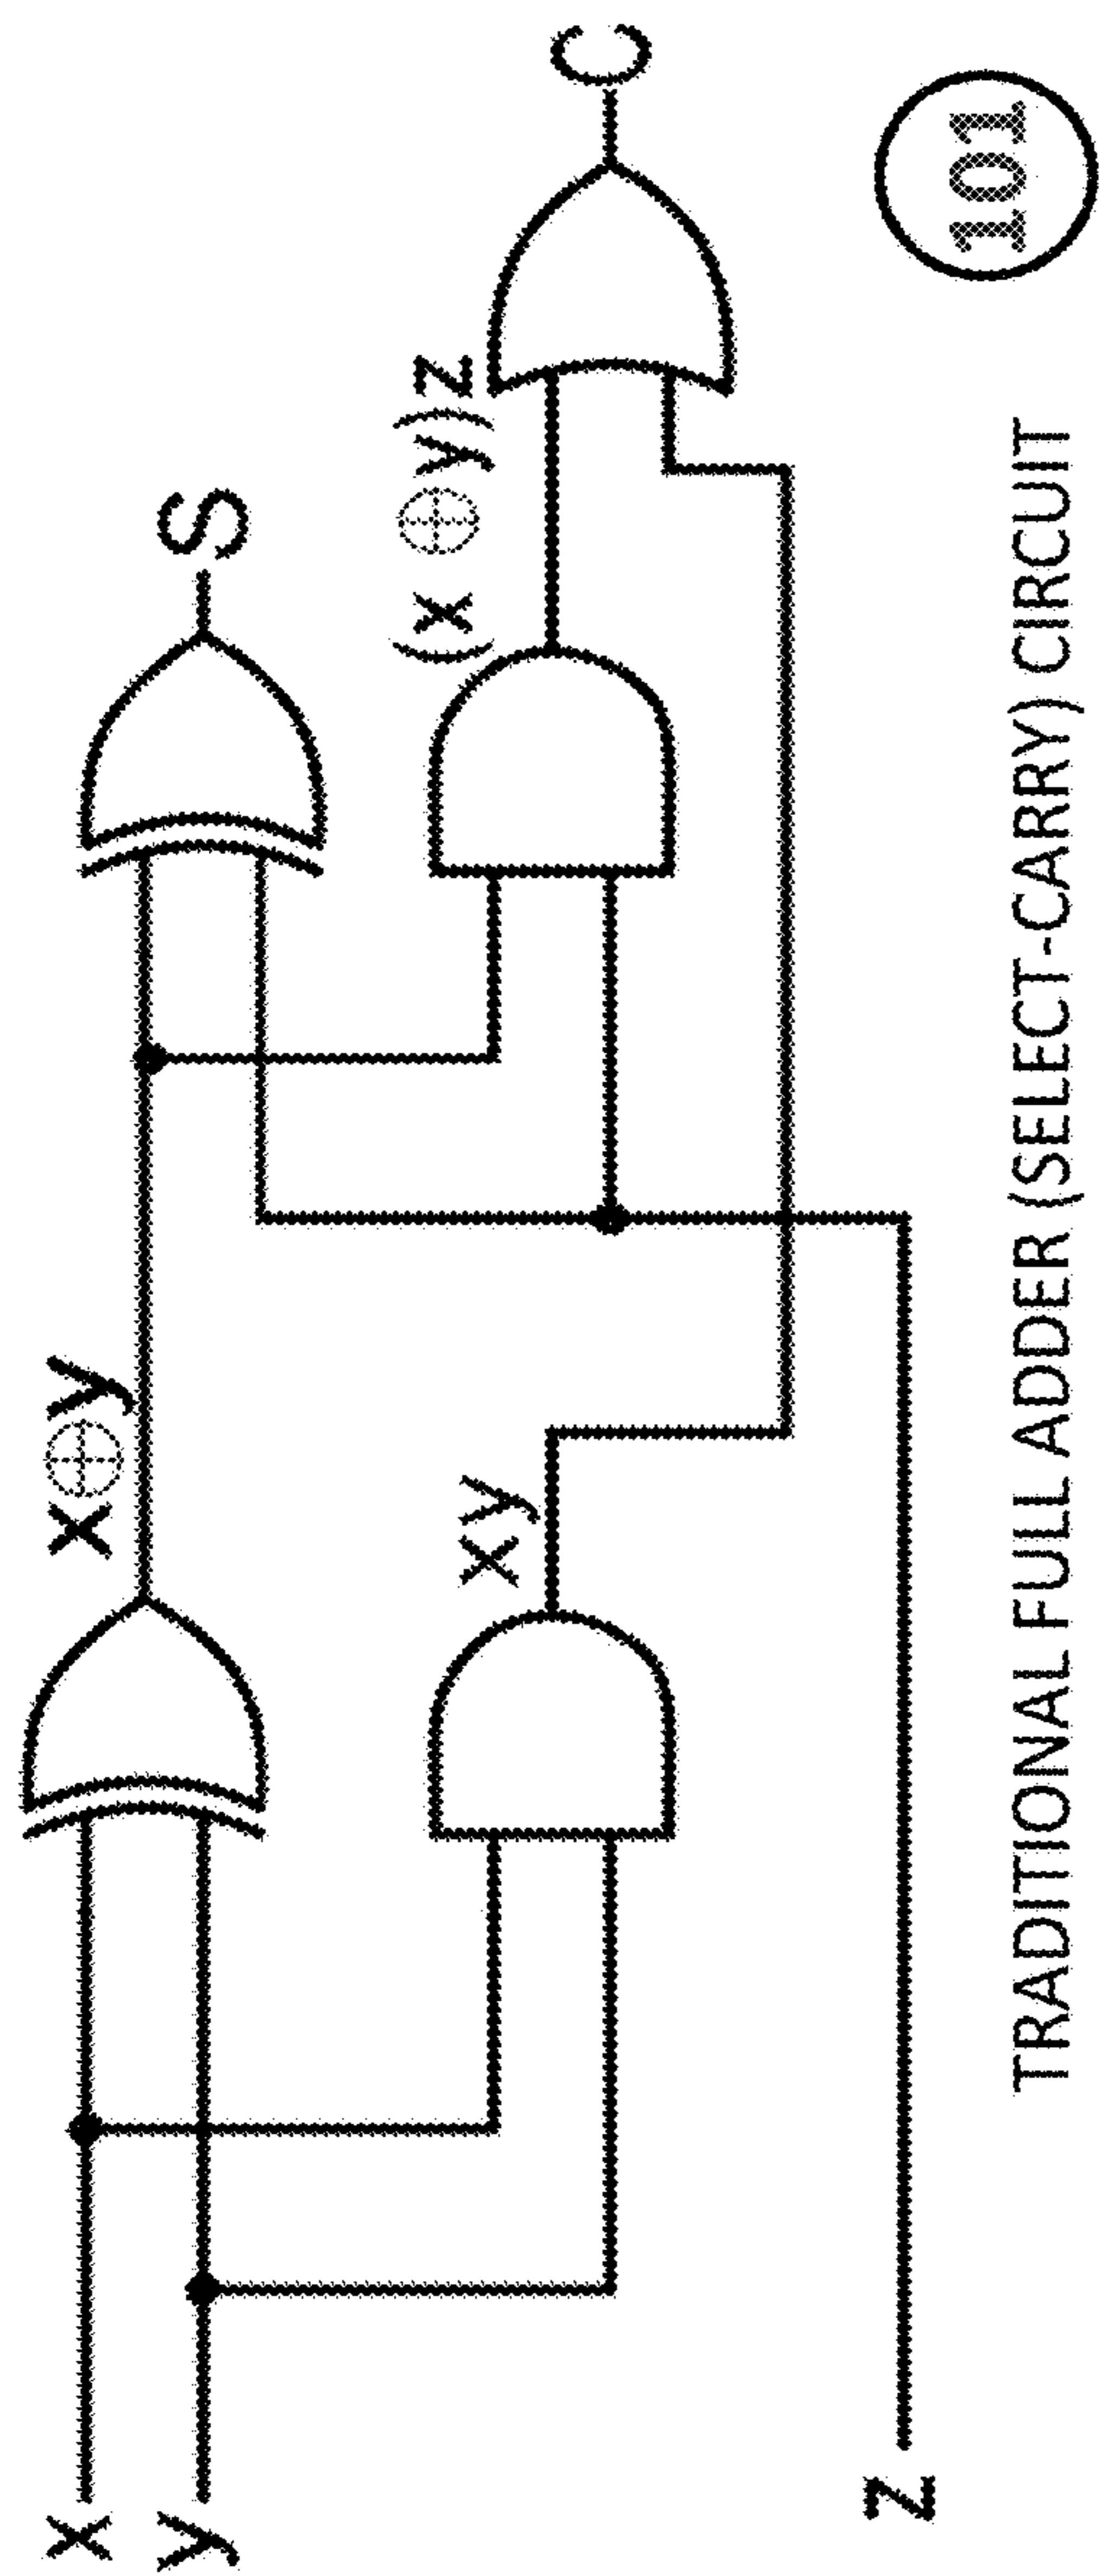 x
y
x⊕y
S
xy
(x ⊕y)z
C
z
TRADITIONAL FULL ADDER (SELECT-CARRY) CIRCUIT
101